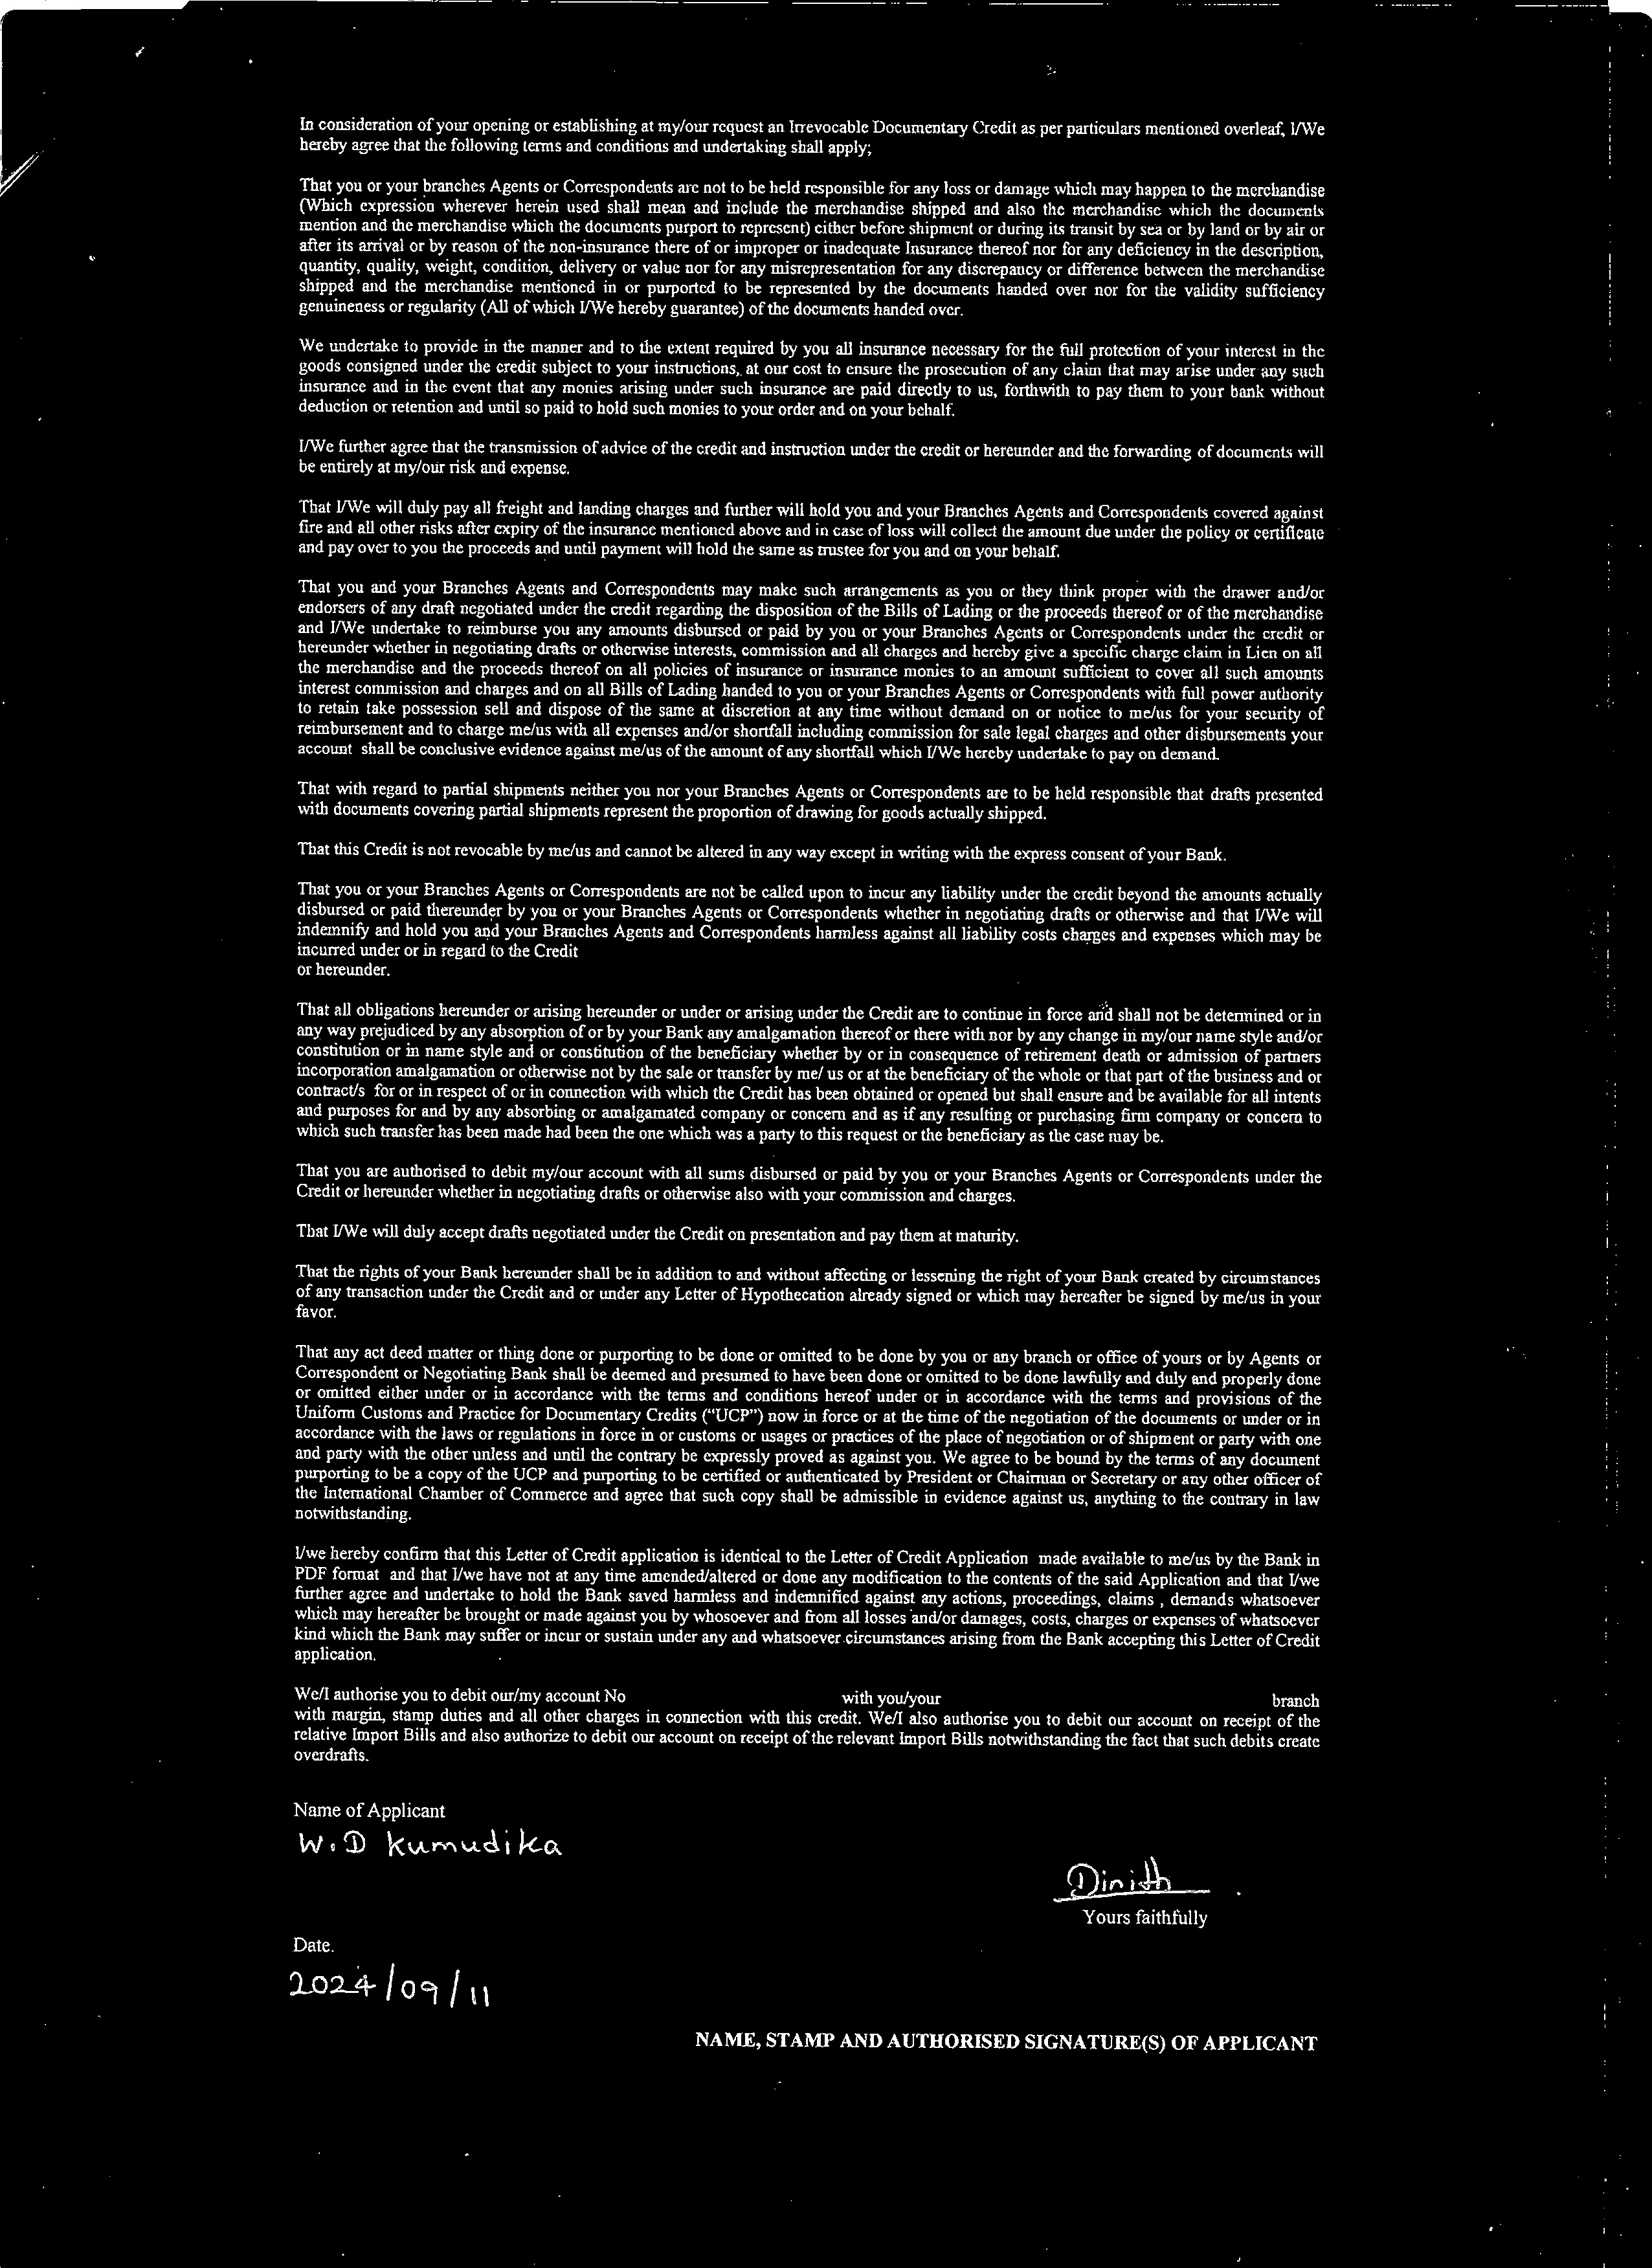 In consideration of your opening or establishing at my/our request an Irrevocable Documentary Credit as per particulars mentioned overleaf, I/We
hereby agree that the following terms and conditions and undertaking shall apply;
That you or your branches Agents or Correspondents are not to be held responsible for any loss or damage which may happen to the merchandise
(Which expression wherever herein used shall mean and include the merchandise shipped and also the merchandise which the documents
mention and the merchandise which the documents purport to represent) either before shipment or during its transit by sea or by land or by air or
after its arrival or by reason of the non-insurance there of or improper or inadequate Insurance thereof nor for any deficiency in the description,
quantity, quality, weight, condition, delivery or value nor for any misrepresentation for any discrepancy or difference between the merchandise
shipped and the merchandise mentioned in or purported to be represented by the documents handed over nor for the validity sufficiency
genuineness or regularity (All of which I/We hereby guarantee) of the documents handed over.
We undertake to provide in the manner and to the extent required by you all insurance necessary for the full protection of your interest in the
goods consigned under the credit subject to your instructions, at our cost to ensure the prosecution of any claim that may arise under any such
insurance and in the event that any monies arising under such insurance are paid directly to us, forthwith to pay them to your bank without
deduction or retention and until so paid to hold such monies to your order and on your behalf.
I/We further agree that the transmission of advice of the credit and instruction under the credit or hereunder and the forwarding of documents will
be entirely at my/our risk and expense.
That I/We will duly pay all freight and landing charges and further will hold you and your Branches Agents and Correspondents covered against
fire and all other risks after expiry of the insurance mentioned above and in case of loss will collect the amount due under the policy or certificate
and pay over to you the proceeds and until payment will hold the same as trustee for you and on your behalf.
That you and your Branches Agents and Correspondents may make such arrangements as you or they think proper with the drawer and/or
endorsers of any draft negotiated under the credit regarding the disposition of the Bills of Lading or the proceeds thereof or of the merchandise
and I/We undertake to reimburse you any amounts disbursed or paid by you or your Branches Agents or Correspondents under the credit or
hereunder whether in negotiating drafts or otherwise interests, commission and all charges and hereby give a specific charge claim in Lien on all
the merchandise and the proceeds thereof on all policies of insurance or insurance monies to an amount sufficient to cover all such amounts
interest commission and charges and on all Bills of Lading handed to you or your Branches Agents or Correspondents with full power authority
to retain take possession sell and dispose of the same at discretion at any time without demand on or notice to me/us for your security of
reimbursement and to charge me/us with all expenses and/or shortfall including commission for sale legal charges and other disbursements your
account shall be conclusive evidence against me/us of the amount of any shortfall which I/We hereby undertake to pay on demand.
That with regard to partial shipments neither you nor your Branches Agents or Correspondents are to be held responsible that drafts presented
with documents covering partial shipments represent the proportion of drawing for goods actually shipped.
That this Credit is not revocable by me/us and cannot be altered in any way except in writing with the express consent of your Bank.
That you or your Branches Agents or Correspondents are not be called upon to incur any liability under the credit beyond the amounts actually
disbursed or paid thereunder by you or your Branches Agents or Correspondents whether in negotiating drafts or otherwise and that I/We will
indemnify and hold you and your Branches Agents and Correspondents harmless against all liability costs charges and expenses which may be
incurred under or in regard to the Credit
or hereunder.
That all obligations hereunder or arising hereunder or under or arising under the Credit are to continue in force and shall not be determined or in
any way prejudiced by any absorption of or by your Bank any amalgamation thereof or there with nor by any change in my/our name style and/or
constitution or in name style and or constitution of the beneficiary whether by or in consequence of retirement death or admission of partners
incorporation amalgamation or otherwise not by the sale or transfer by me/ us or at the beneficiary of the whole or that part of the business and or
contract/s for or in respect of or in connection with which the Credit has been obtained or opened but shall ensure and be available for all intents
and purposes for and by any absorbing or amalgamated company or concern and as if any resulting or purchasing firm company or concern to
which such transfer has been made had been the one which was a party to this request or the beneficiary as the case may be.
That you are authorised to debit my/our account with all sums disbursed or paid by you or your Branches Agents or Correspondents under the
Credit or hereunder whether in negotiating drafts or otherwise also with your commission and charges.
That I/We will duly accept drafts negotiated under the Credit on presentation and pay them at maturity.
That the rights of your Bank hereunder shall be in addition to and without affecting or lessening the right of your Bank created by circumstances
of any transaction under the Credit and or under any Letter of Hypothecation already signed or which may hereafter be signed by me/us in your
favor.
That any act deed matter or thing done or purporting to be done or omitted to be done by you or any branch or office of yours or by Agents or
Correspondent or Negotiating Bank shall be deemed and presumed to have been done or omitted to be done lawfully and duly and properly done
or omitted either under or in accordance with the terms and conditions hereof under or in accordance with the terms and provisions of the
Uniform Customs and Practice for Documentary Credits (“UCP”) now in force or at the time of the negotiation of the documents or under or in
accordance with the laws or regulations in force in or customs or usages or practices of the place of negotiation or of shipment or party with one
and party with the other unless and until the contrary be expressly proved as against you. We agree to be bound by the terms of any document
purporting to be a copy of the UCP and purporting to be certified or authenticated by President or Chairman or Secretary or any other officer of
the International Chamber of Commerce and agree that such copy shall be admissible in evidence against us, anything to the contrary in law
notwithstanding.
I/we hereby confirm that this Letter of Credit application is identical to the Letter of Credit Application made available to me/us by the Bank in
PDF format and that I/we have not at any time amended/altered or done any modification to the contents of the said Application and that I/we
further agree and undertake to hold the Bank saved harmless and indemnified against any actions, proceedings, claims , demands whatsoever
which may hereafter be brought or made against you by whosoever and from all losses and/or damages, costs, charges or expenses of whatsoever
kind which the Bank may suffer or incur or sustain under any and whatsoever circumstances arising from the Bank accepting this Letter of Credit
application.
We/I authorise you to debit our/my account No with you/your branch
with margin, stamp duties and all other charges in connection with this credit. We/I also authorise you to debit our account on receipt of the
relative Import Bills and also authorize to debit our account on receipt of the relevant Import Bills notwithstanding the fact that such debits create
overdrafts.
Name of Applicant
W.D Kumudika
Dinith
Yours faithfully
Date.
2024/09/11
NAME, STAMP AND AUTHORISED SIGNATURE(S) OF APPLICANT